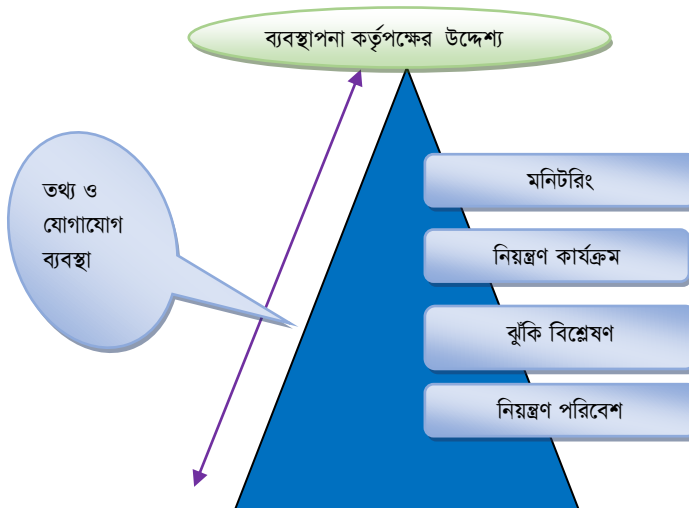 ব্যবস্থাপনা কর্তৃপক্ষের উদ্দেশ্য
তথ্য ও
যোগাযোগ
ব্যবস্থা
মনিটরিং
নিয়ন্ত্রণ কার্যক্রম
ঝুঁকি বিশ্লেষণ
নিয়ন্ত্রণ পরিবেশ